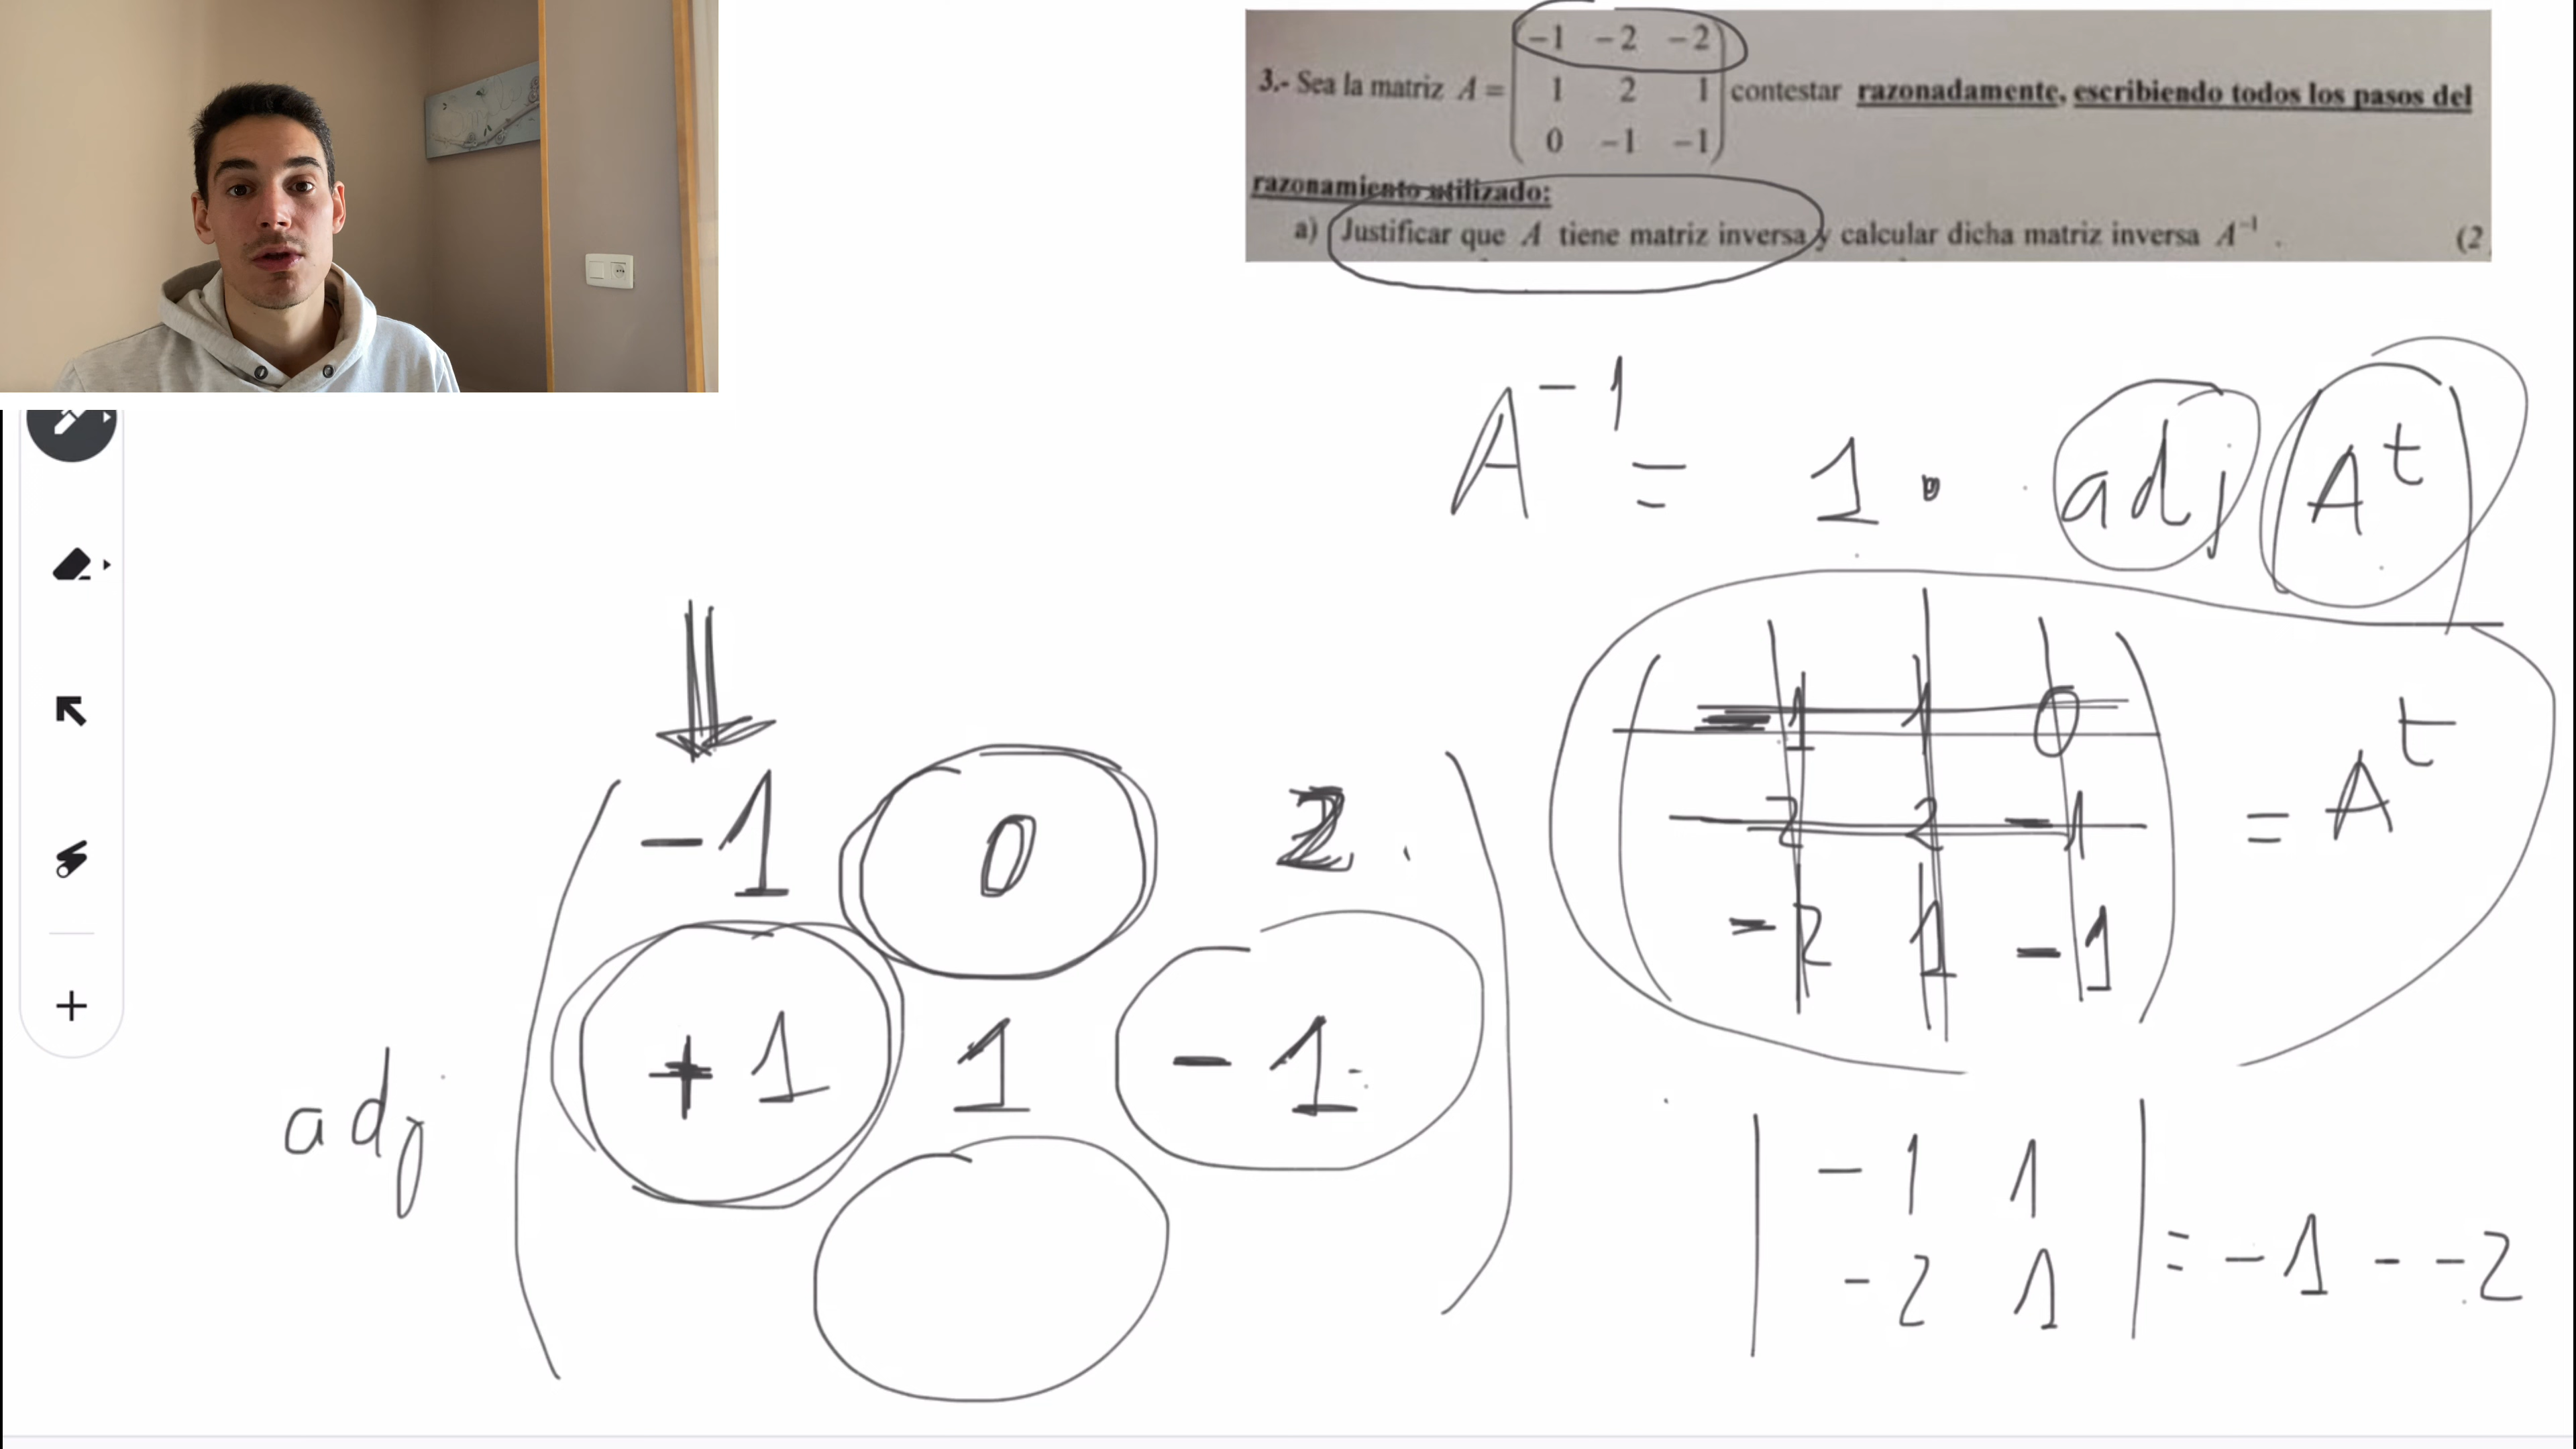 -1 -2 -2
3.- Sea la matriz A = 1 2 1 contestar razonadamente, escribiendo todos los pasos del
0 -1 -1
razonamiento utilizado:
a) Justificar que A tiene matriz inversa y calcular dicha matriz inversa A⁻¹ . (2
A⁻¹ = 1 · adj Aᵗ
-1 1 0
-2 2 -1 = Aᵗ
-2 1 -1
-1 0 2
adj + 1 1 - 1
| -1 1 |
| -2 1 | = -1 - -2